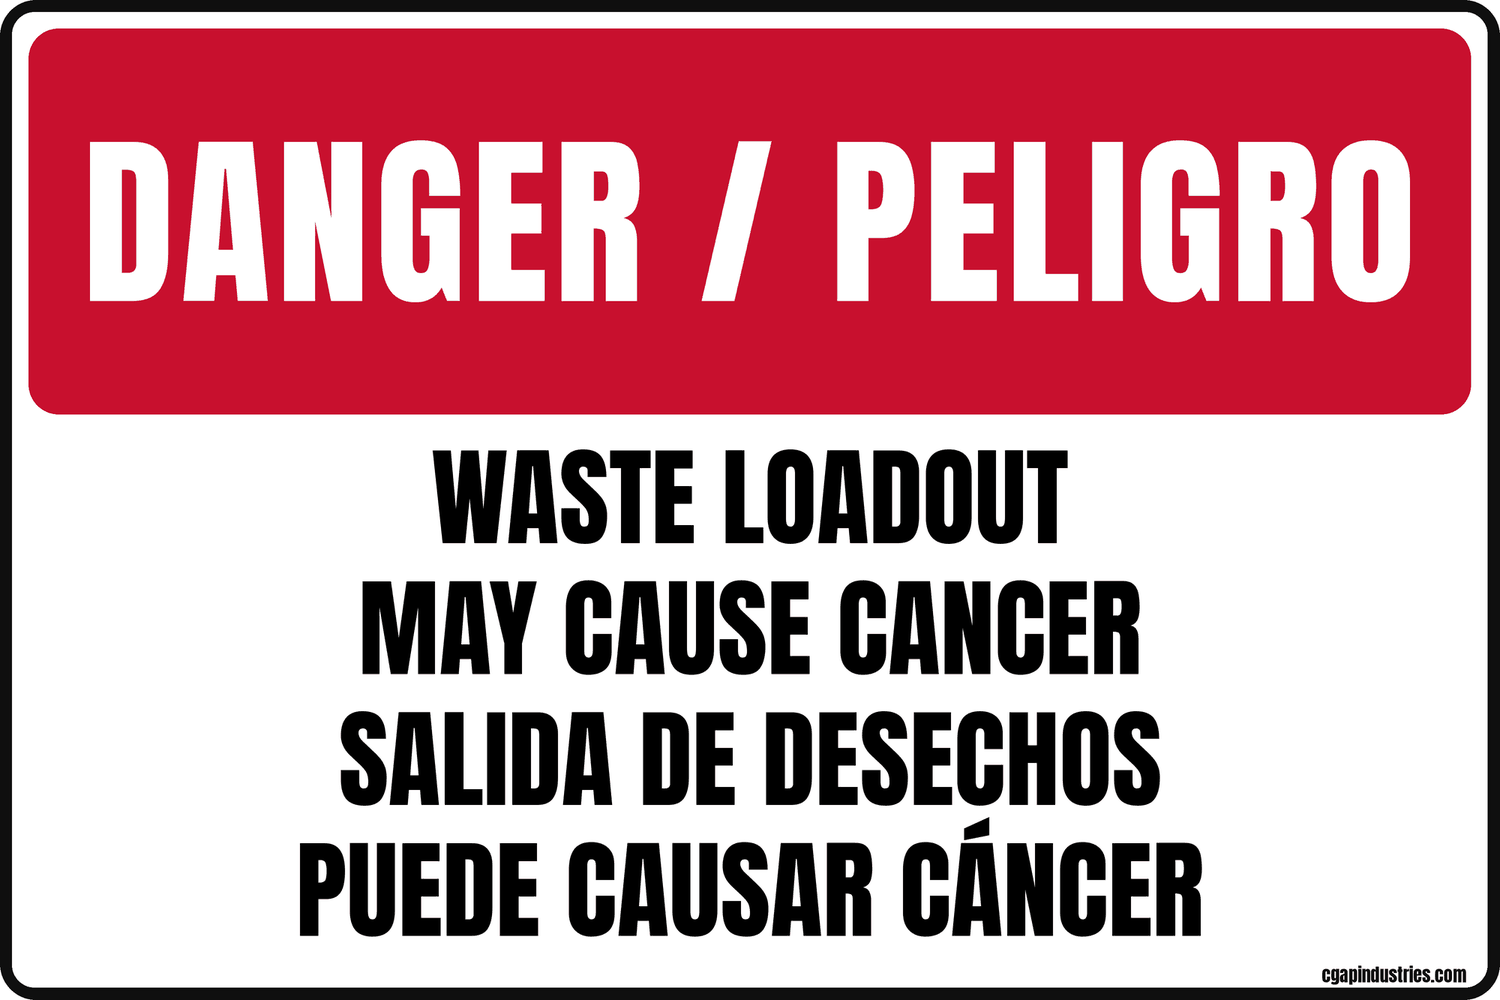 DANGER / PELIGRO
WASTE LOADOUT
MAY CAUSE CANCER
SALIDA DE DESECHOS
PUEDE CAUSAR CÁNCER
cgapindustries.com